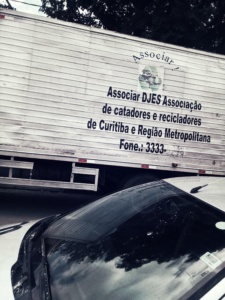 Associar
Associar DJES Associação
de catadores e recicladores
de Curitiba e Região Metropolitana
Fone.: 3333-